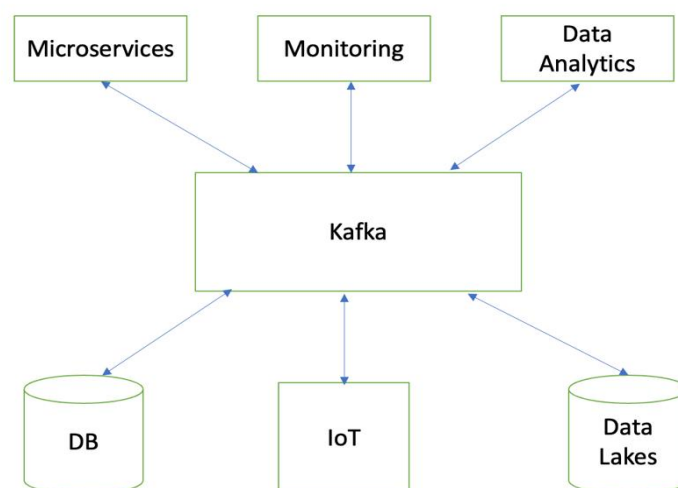 Microservices
Monitoring
Data
Analytics
Kafka
DB
IoT
Data
Lakes